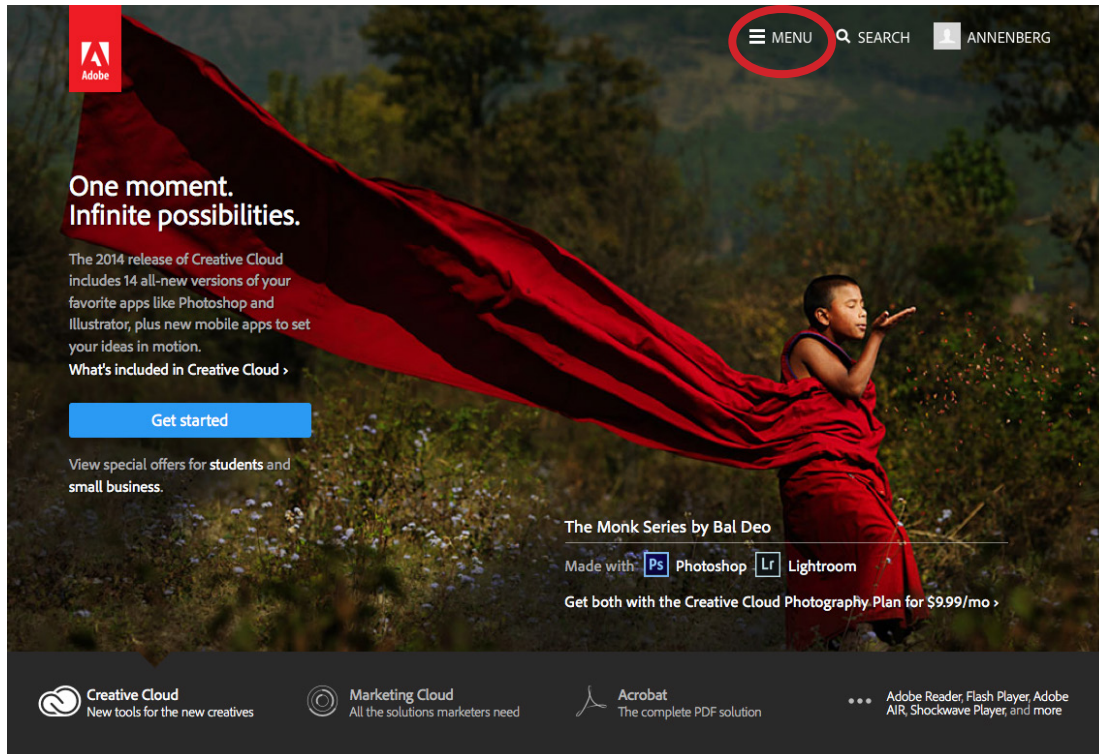 Adobe
MENU
SEARCH
ANNENBERG
One moment.
Infinite possibilities.
The 2014 release of Creative Cloud
includes 14 all-new versions of your
favorite apps like Photoshop and
Illustrator, plus new mobile apps to set
your ideas in motion.
What's included in Creative Cloud ›
Get started
View special offers for students and
small business.
The Monk Series by Bal Deo
Made with Ps Photoshop Lr Lightroom
Get both with the Creative Cloud Photography Plan for $9.99/mo ›
Creative Cloud
New tools for the new creatives
Marketing Cloud
All the solutions marketers need
Acrobat
The complete PDF solution
Adobe Reader, Flash Player, Adobe
AIR, Shockwave Player, and more